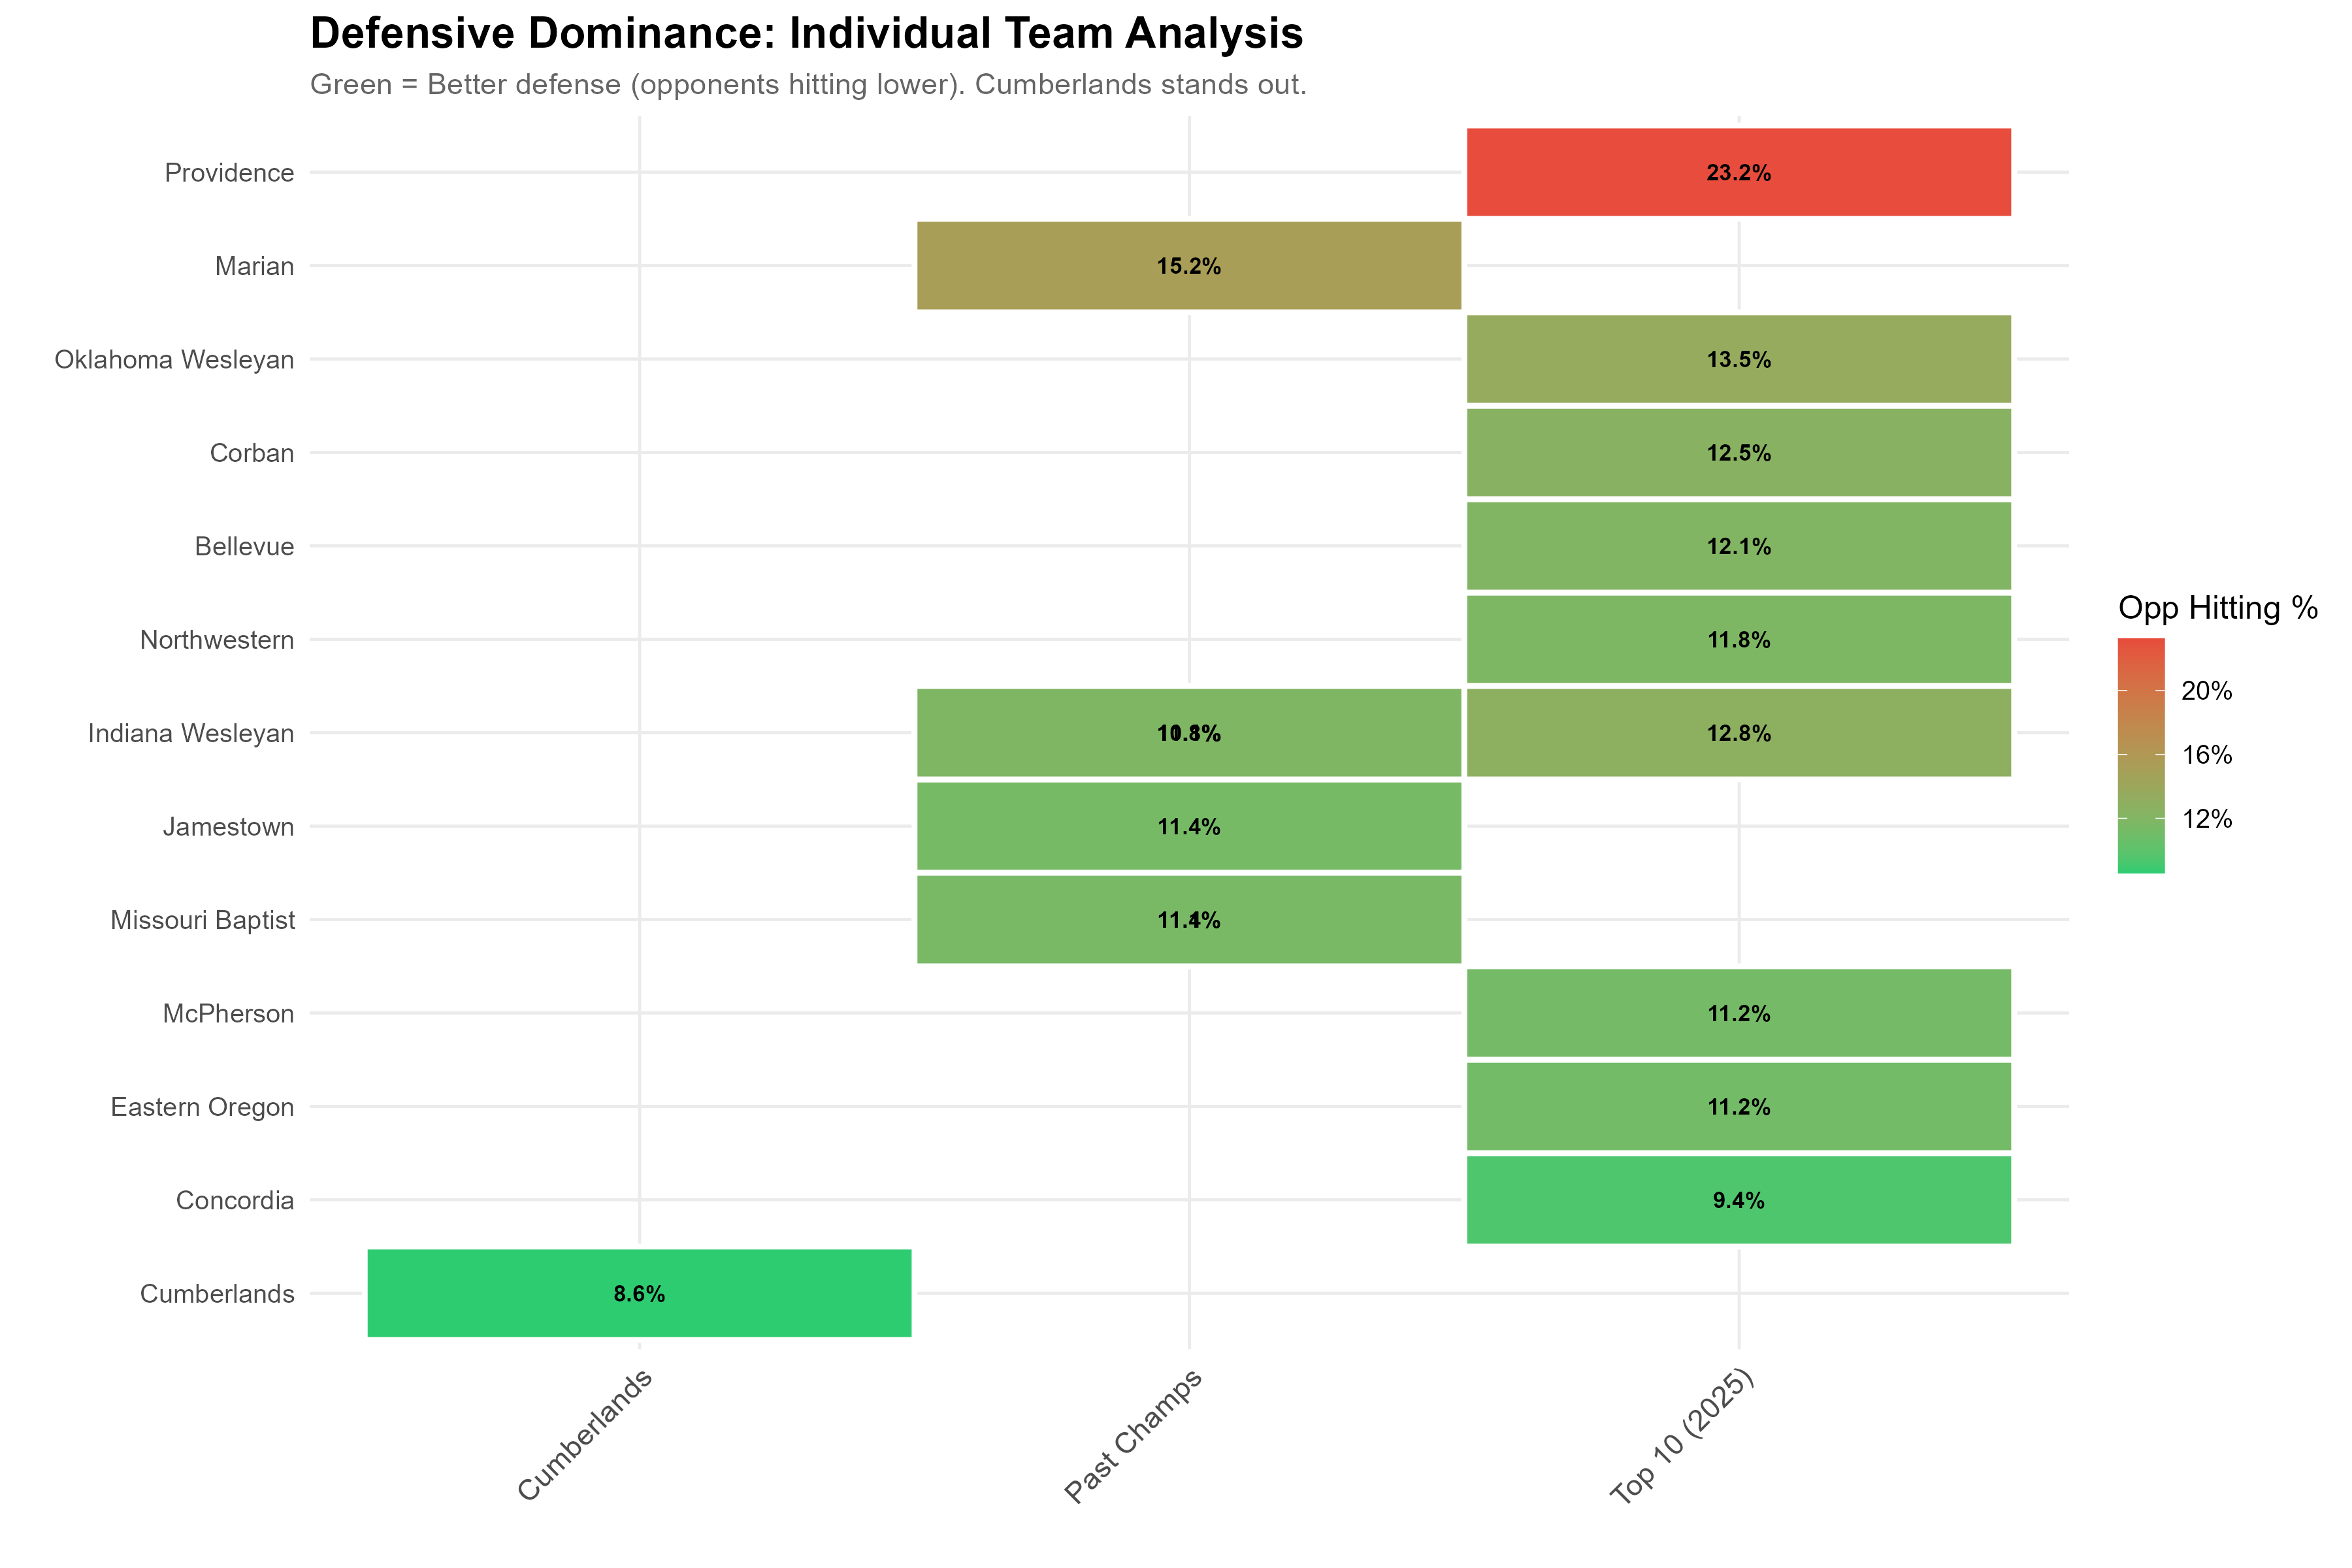 Defensive Dominance: Individual Team Analysis
Green = Better defense (opponents hitting lower). Cumberlands stands out.
Providence
23.2%
Marian
15.2%
Oklahoma Wesleyan
13.5%
Corban
12.5%
Bellevue
12.1%
Northwestern
11.8%
Indiana Wesleyan
12.8%
Jamestown
11.4%
Missouri Baptist
McPherson
11.2%
Eastern Oregon
11.2%
Concordia
9.4%
Cumberlands
8.6%
Opp Hitting %
20%
16%
12%
Cumberlands
Past Champs
Top 10 (2025)